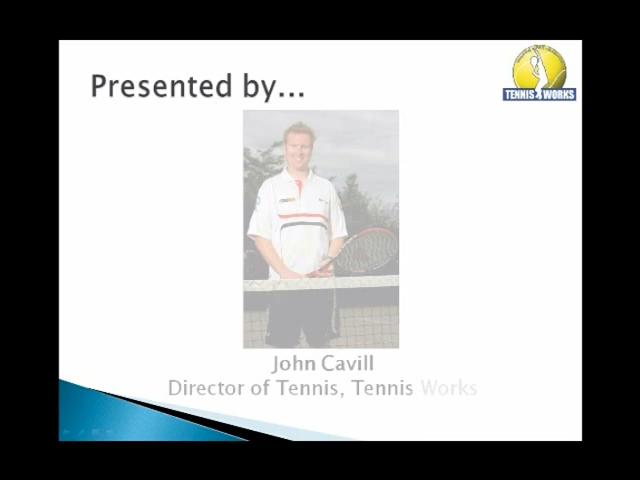 Presented by...
TENNIS WORKS
John Cavill
Director of Tennis, Tennis Works